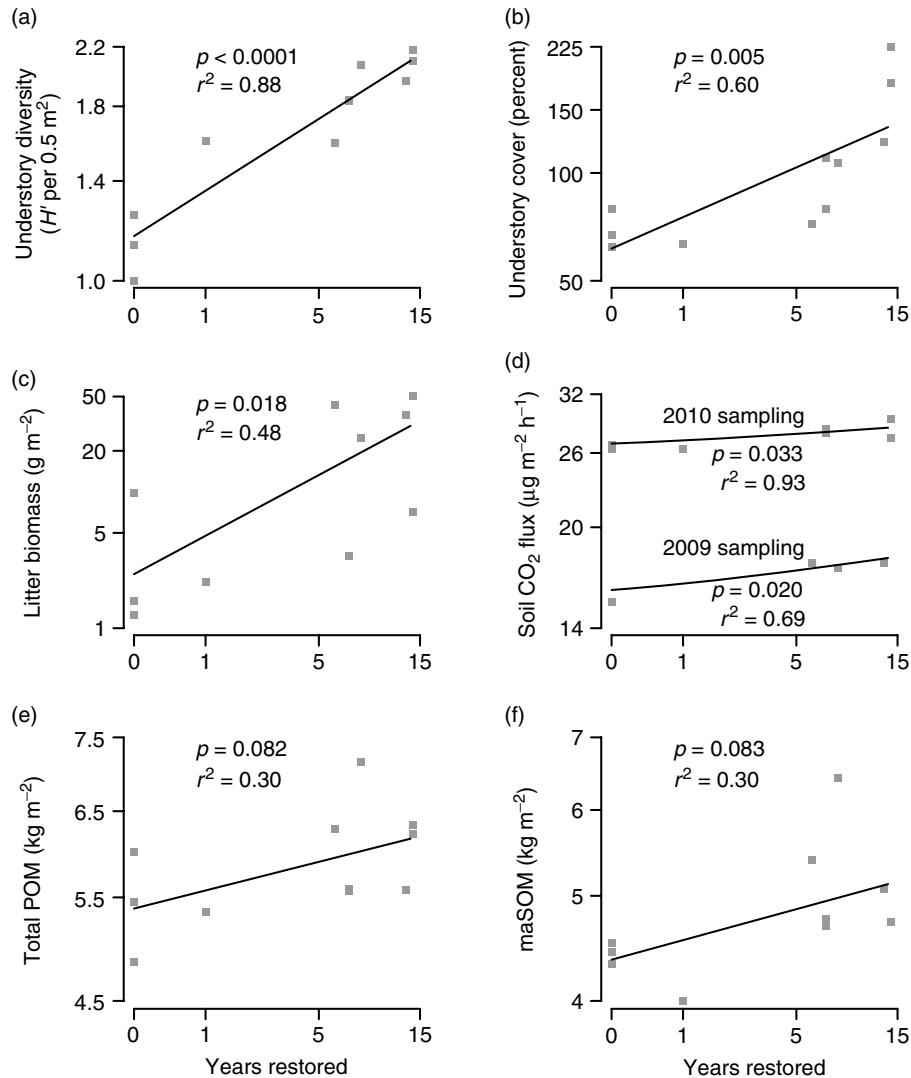 (a)
Understory diversity
(H′ per 0.5 m²)
2.2
1.8
1.4
1.0
p < 0.0001
r² = 0.88
0 1 5 15
(b)
Understory cover (percent)
225
150
100
50
p = 0.005
r² = 0.60
0 1 5 15
(c)
Litter biomass (g m⁻²)
50
20
5
1
p = 0.018
r² = 0.48
0 1 5 15
(d)
Soil CO₂ flux (μg m⁻² h⁻¹)
32
26
20
14
2010 sampling
p = 0.033
r² = 0.93
2009 sampling
p = 0.020
r² = 0.69
0 1 5 15
(e)
Total POM (kg m⁻²)
7.5
6.5
5.5
4.5
p = 0.082
r² = 0.30
0 1 5 15
Years restored
(f)
maSOM (kg m⁻²)
7
6
5
4
p = 0.083
r² = 0.30
0 1 5 15
Years restored